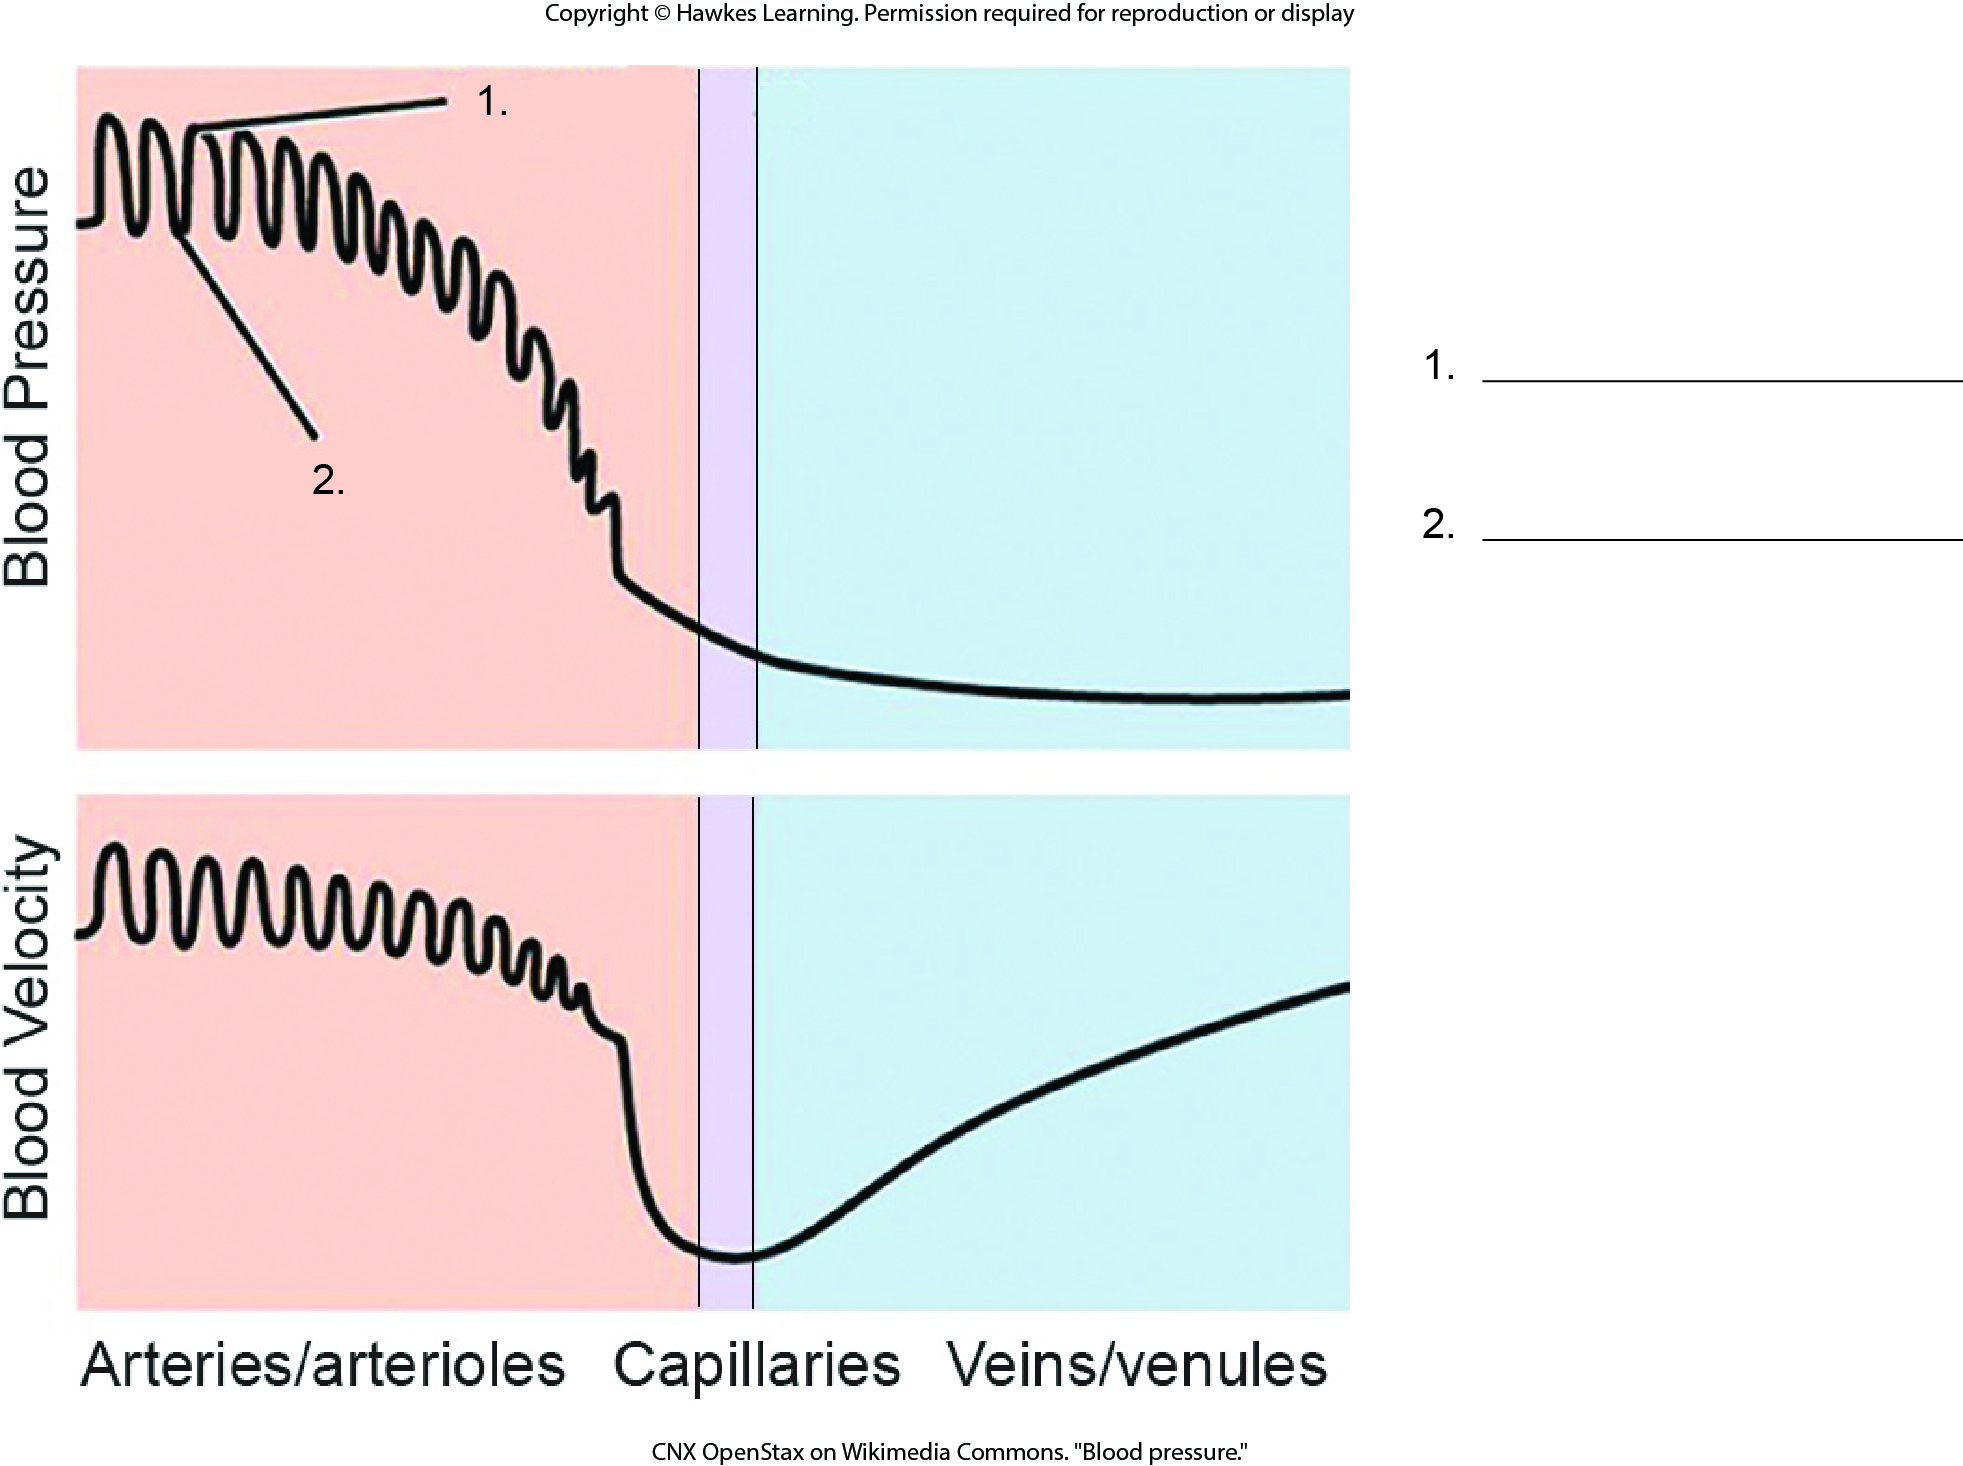 Copyright © Hawkes Learning. Permission required for reproduction or display
Blood Pressure
1.
2.
1.
2.
Blood Velocity
Arteries/arterioles Capillaries Veins/venules
CNX OpenStax on Wikimedia Commons. "Blood pressure."